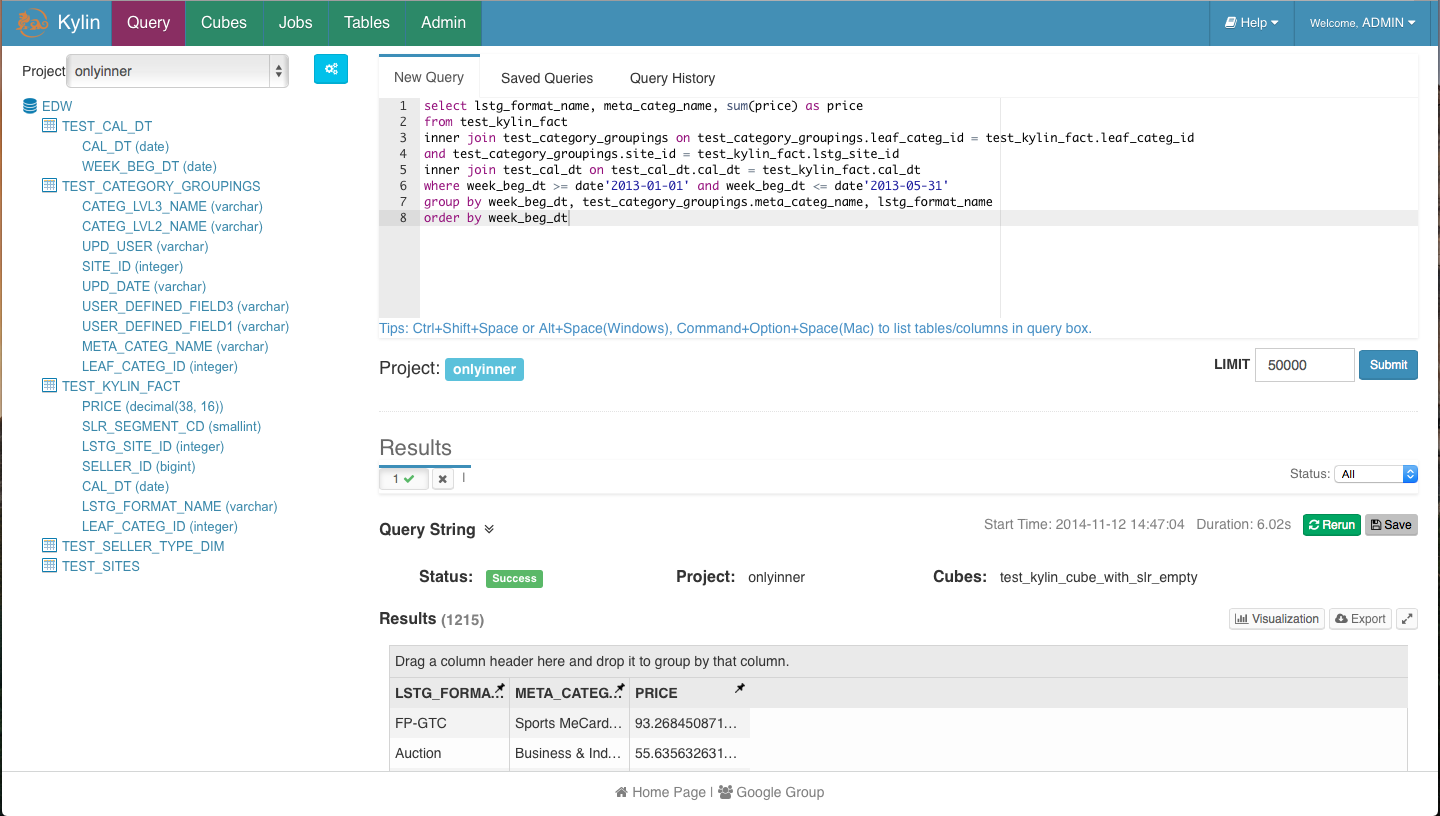 Kylin Query Cubes Jobs Tables Admin Help Welcome, ADMIN
Project onlyinner
EDW
TEST_CAL_DT
CAL_DT (date)
WEEK_BEG_DT (date)
TEST_CATEGORY_GROUPINGS
CATEG_LVL3_NAME (varchar)
CATEG_LVL2_NAME (varchar)
UPD_USER (varchar)
SITE_ID (integer)
UPD_DATE (varchar)
USER_DEFINED_FIELD3 (varchar)
USER_DEFINED_FIELD1 (varchar)
META_CATEG_NAME (varchar)
LEAF_CATEG_ID (integer)
TEST_KYLIN_FACT
PRICE (decimal(38, 16))
SLR_SEGMENT_CD (smallint)
LSTG_SITE_ID (integer)
SELLER_ID (bigint)
CAL_DT (date)
LSTG_FORMAT_NAME (varchar)
LEAF_CATEG_ID (integer)
TEST_SELLER_TYPE_DIM
TEST_SITES
New Query Saved Queries Query History
1 select lstg_format_name, meta_categ_name, sum(price) as price
2 from test_kylin_fact
3 inner join test_category_groupings on test_category_groupings.leaf_categ_id = test_kylin_fact.leaf_categ_id
4 and test_category_groupings.site_id = test_kylin_fact.lstg_site_id
5 inner join test_cal_dt on test_cal_dt.cal_dt = test_kylin_fact.cal_dt
6 where week_beg_dt >= date'2013-01-01' and week_beg_dt <= date'2013-05-31'
7 group by week_beg_dt, test_category_groupings.meta_categ_name, lstg_format_name
8 order by week_beg_dt
Tips: Ctrl+Shift+Space or Alt+Space(Windows), Command+Option+Space(Mac) to list tables/columns in query box.
Project: onlyinner LIMIT 50000 Submit
Results
1 | Status: All
Query String Start Time: 2014-11-12 14:47:04 Duration: 6.02s Rerun Save
Status: Success Project: onlyinner Cubes: test_kylin_cube_with_slr_empty
Results (1215) Visualization Export
Drag a column header here and drop it to group by that column.
LSTG_FORMA... META_CATEG... PRICE
FP-GTC Sports MeCard... 93.268450871...
Auction Business & Ind... 55.635632631...
Home Page | Google Group